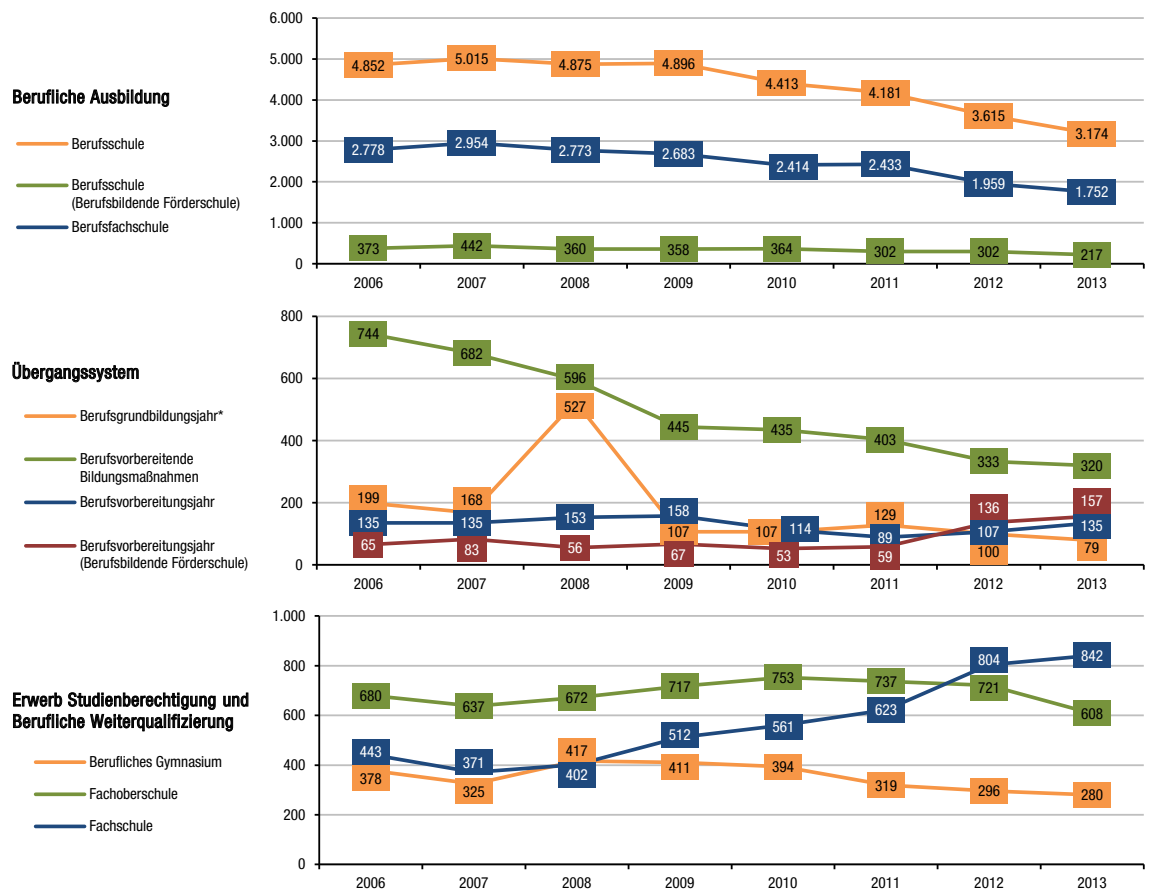 Berufliche Ausbildung
Berufsschule
Berufsschule
(Berufsbildende Förderschule)
Berufsfachschule
6.000
5.000
4.000
3.000
2.000
1.000
0
4.852 5.015 4.875 4.896 4.413 4.181 3.615 3.174
2.778 2.954 2.773 2.683 2.414 2.433 1.959 1.752
373 442 360 358 364 302 302 217
2006 2007 2008 2009 2010 2011 2012 2013
Übergangssystem
Berufsgrundbildungsjahr*
Berufsvorbereitende
Bildungsmaßnahmen
Berufsvorbereitungsjahr
Berufsvorbereitungsjahr
(Berufsbildende Förderschule)
800
600
400
200
0
744 682 596 445 435 403 333 320
199 168 527 107 107 129 100 79
135 135 153 158 114 89 107 135
65 83 56 67 53 59 136 157
2006 2007 2008 2009 2010 2011 2012 2013
Erwerb Studienberechtigung und
Berufliche Weiterqualifizierung
Berufliches Gymnasium
Fachoberschule
Fachschule
1.000
800
600
400
200
0
680 637 672 717 753 737 721 608
443 371 402 512 561 623 804 842
378 325 417 411 394 319 296 280
2006 2007 2008 2009 2010 2011 2012 2013